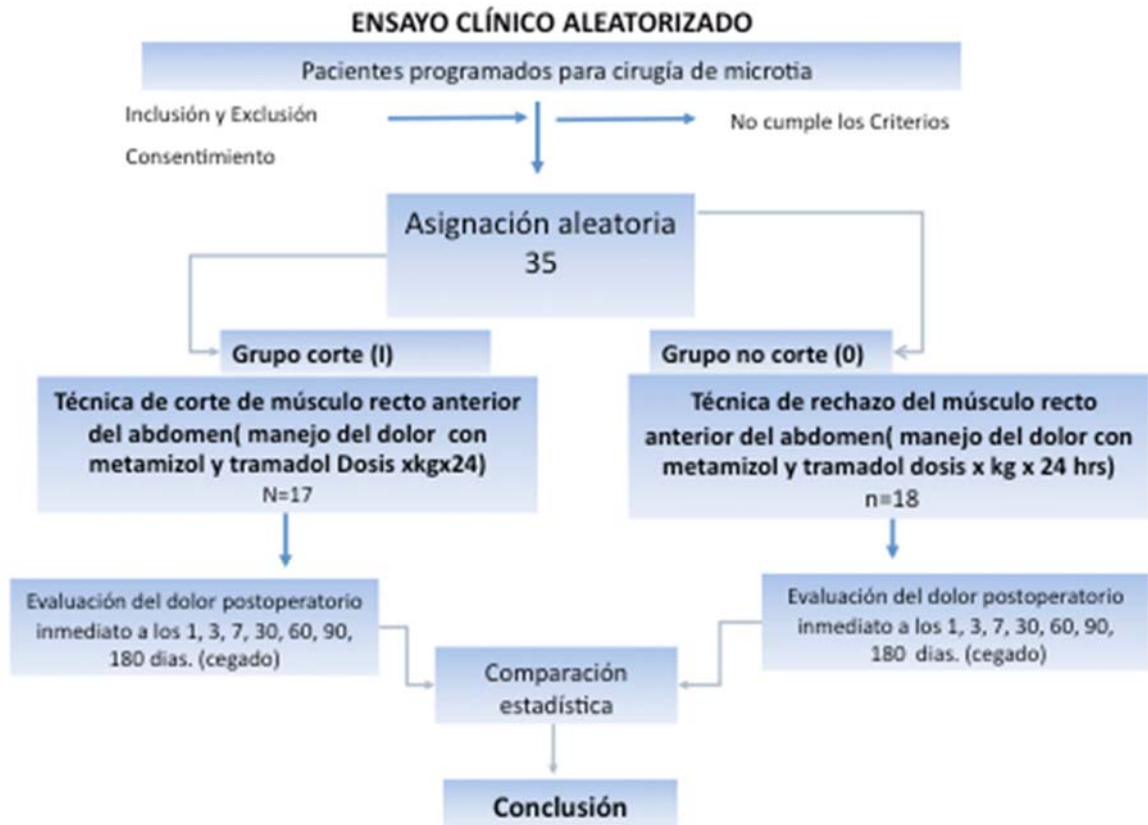 ENSAYO CLÍNICO ALEATORIZADO
Pacientes programados para cirugía de microtia
Inclusión y Exclusión
Consentimiento
No cumple los Criterios
Asignación aleatoria
35
Grupo corte (I)
Técnica de corte de músculo recto anterior
del abdomen( manejo del dolor con
metamizol y tramadol Dosis xkgx24)
N=17
Grupo no corte (0)
Técnica de rechazo del músculo recto
anterior del abdomen( manejo del dolor con
metamizol y tramadol dosis x kg x 24 hrs)
n=18
Evaluación del dolor postoperatorio
inmediato a los 1, 3, 7, 30, 60, 90,
180 dias. (cegado)
Evaluación del dolor postoperatorio
inmediato a los 1, 3, 7, 30, 60, 90,
180 dias. (cegado)
Comparación
estadística
Conclusión